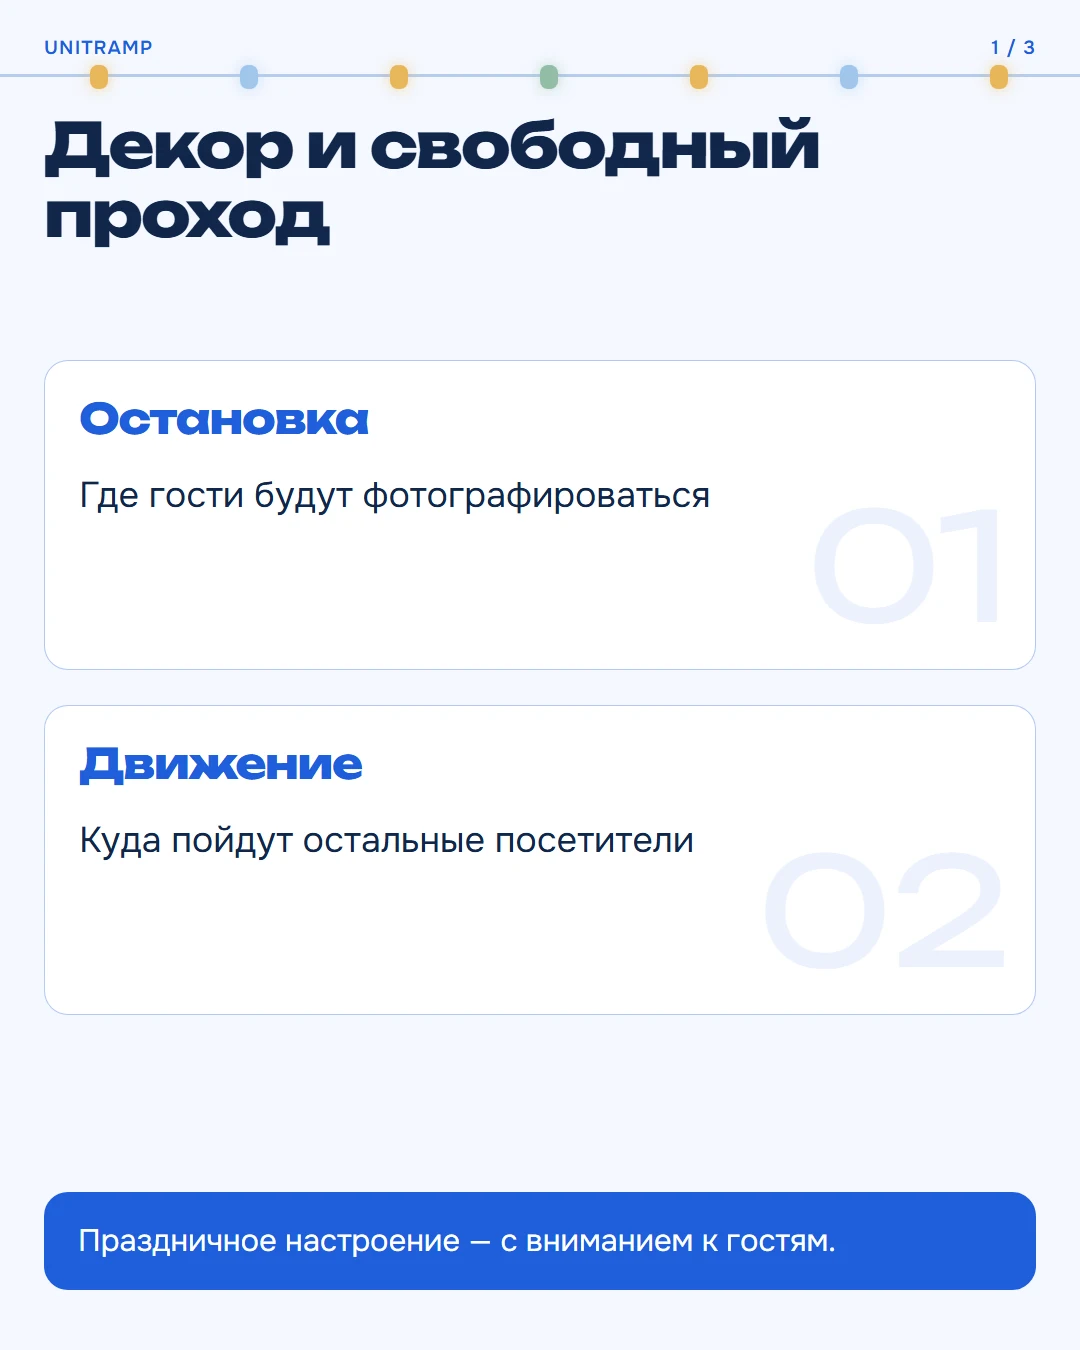 UNITRAMP
1 / 3
Декор и свободный
проход
Остановка
Где гости будут фотографироваться
01
Движение
Куда пойдут остальные посетители
02
Праздничное настроение — с вниманием к гостям.